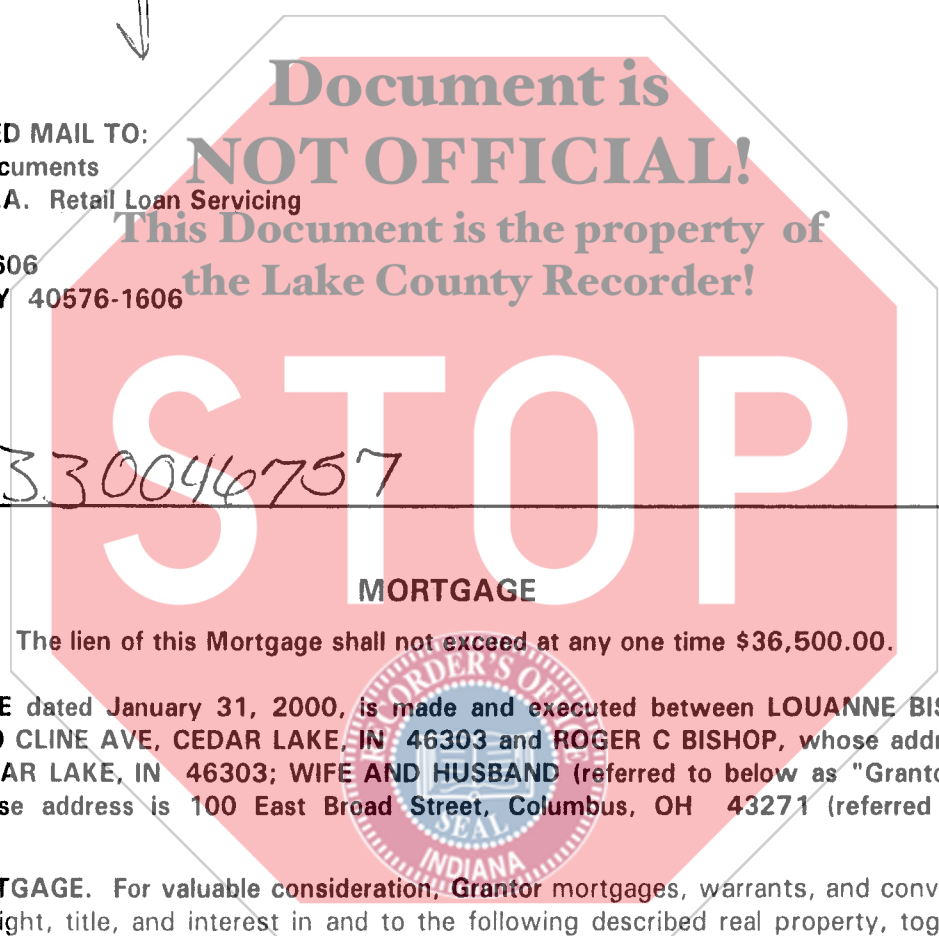 Document is
NOT OFFICIAL!
This Document is the property of
the Lake County Recorder!
ED MAIL TO:
cuments
.A. Retail Loan Servicing
606
Y 40576-1606
STOP
330046757
MORTGAGE
The lien of this Mortgage shall not exceed at any one time $36,500.00.
E dated January 31, 2000, is made and executed between LOUANNE BIS
CLINE AVE, CEDAR LAKE, IN 46303 and ROGER C BISHOP, whose addr
AR LAKE, IN 46303; WIFE AND HUSBAND (referred to below as "Granto
se address is 100 East Broad Street, Columbus, OH 43271 (referred
RECORDER'S OFFICE
SEAL
INDIANA
TGAGE. For valuable consideration, Grantor mortgages, warrants, and conv
ight, title, and interest in and to the following described real property, tog